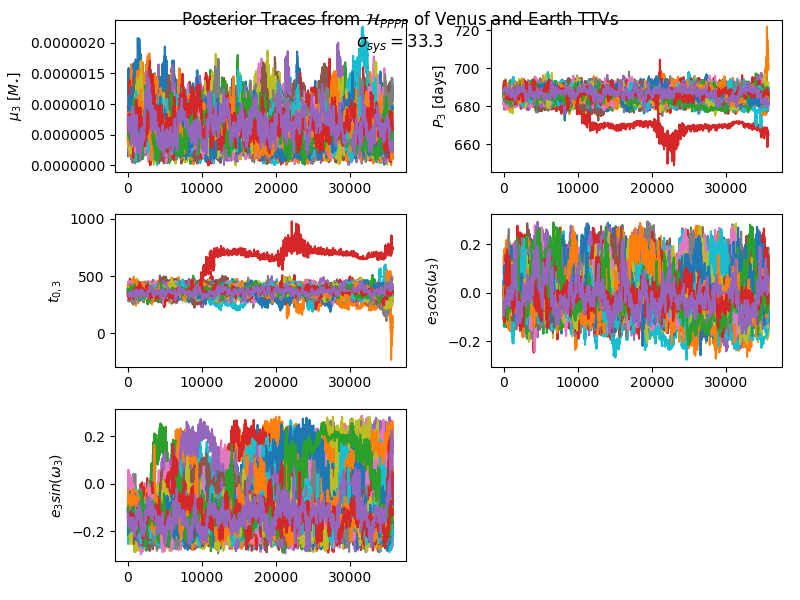 Posterior Traces from $\mathcal{H}_{PPPP}$ of Venus and Earth TTVs
$\sigma_{sys}$ = 33.3
$\mu_3$ [$M_\star$]
0.0000020
0.0000015
0.0000010
0.0000005
0.0000000
0 10000 20000 30000
$P_3$ [days]
720
700
680
660
0 10000 20000 30000
$t_{0,3}$
1000
500
0
0 10000 20000 30000
$e_3cos(\omega_3)$
0.2
0.0
−0.2
0 10000 20000 30000
$e_3sin(\omega_3)$
0.2
0.0
−0.2
0 10000 20000 30000